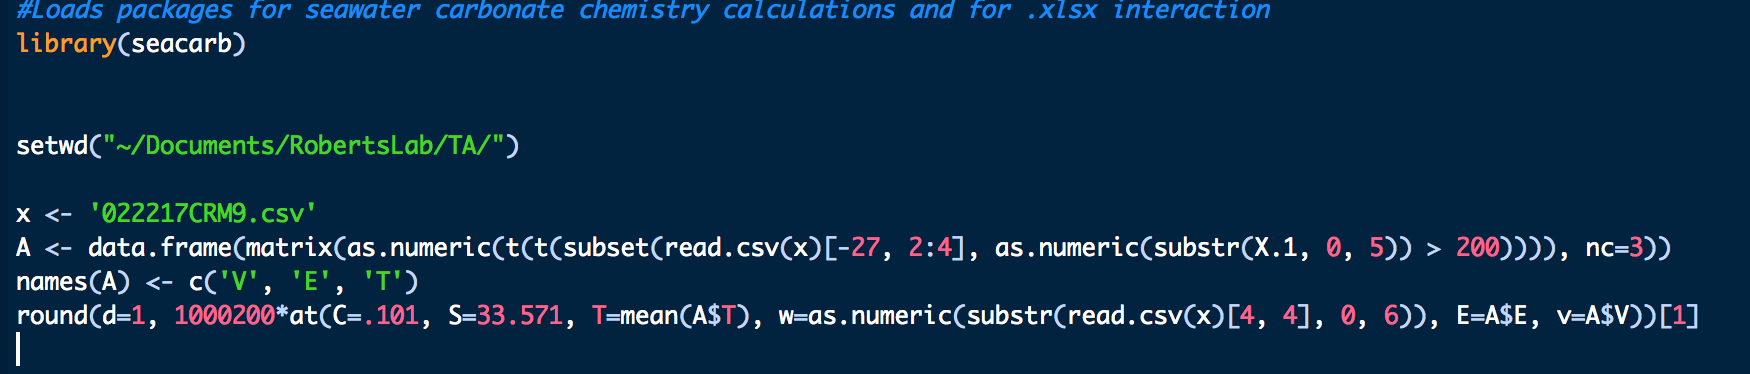 #Loads packages for seawater carbonate chemistry calculations and for .xlsx interaction
library(seacarb)
setwd("~/Documents/RobertsLab/TA/")
x <- '022217CRM9.csv'
A <- data.frame(matrix(as.numeric(t(t(subset(read.csv(x)[-27, 2:4], as.numeric(substr(X.1, 0, 5)) > 200)))), nc=3))
names(A) <- c('V', 'E', 'T')
round(d=1, 1000200*at(C=.101, S=33.571, T=mean(A$T), w=as.numeric(substr(read.csv(x)[4, 4], 0, 6)), E=A$E, v=A$V))[1]